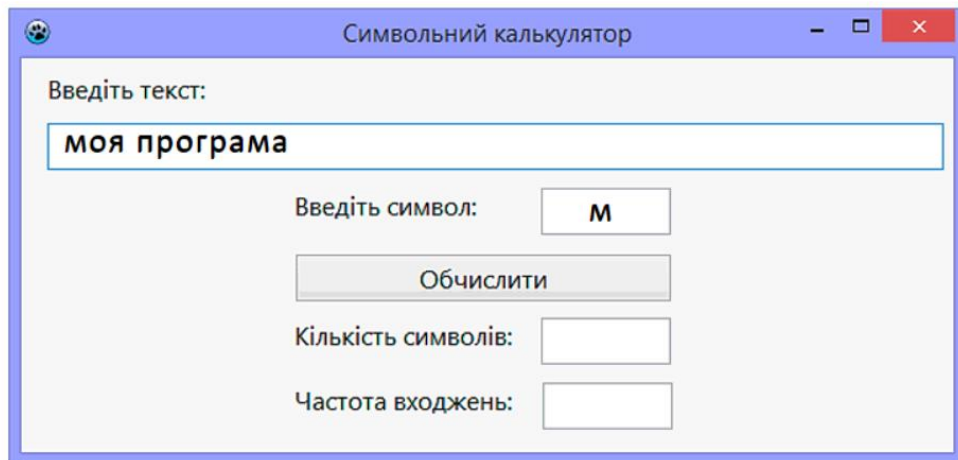 Символьний калькулятор
Введіть текст:
моя програма
Введіть символ: м
Обчислити
Кількість символів:
Частота входжень: